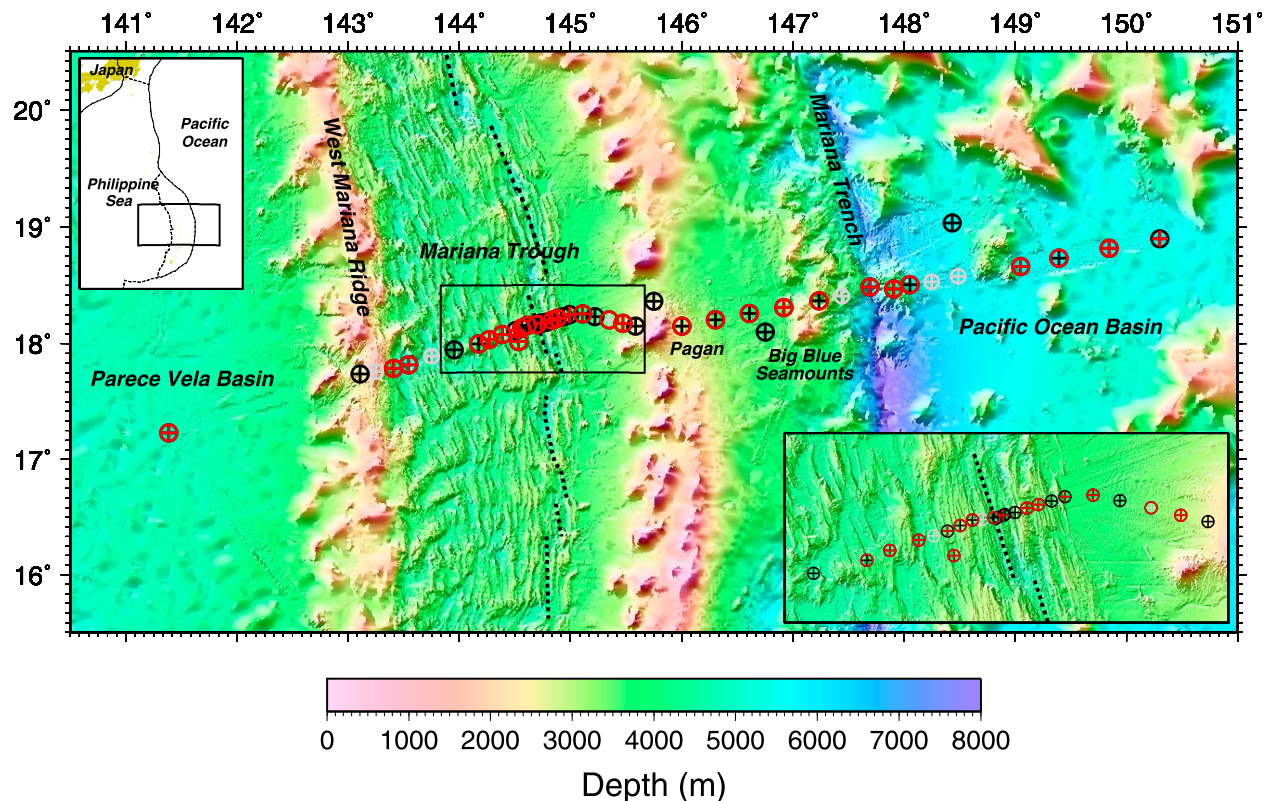 141° 142° 143° 144° 145° 146° 147° 148° 149° 150° 151°
20°
19°
18°
17°
16°
Japan
Pacific
Ocean
Philippine
Sea
West Mariana Ridge
Mariana Trench
Mariana Trough
Parece Vela Basin
Pagan
Big Blue
Seamounts
Pacific Ocean Basin
0 1000 2000 3000 4000 5000 6000 7000 8000
Depth (m)